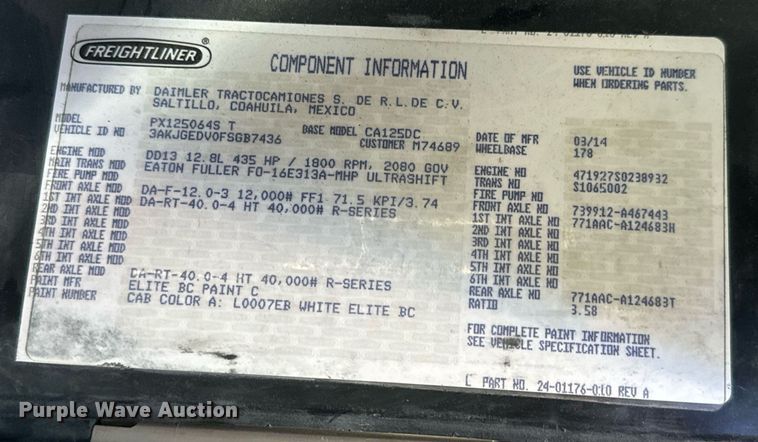 FREIGHTLINER
COMPONENT INFORMATION
USE VEHICLE ID NUMBER
WHEN ORDERING PARTS.
MANUFACTURED BY DAIMLER TRACTOCAMIONES S. DE R.L. DE C.V.
SALTILLO, COAHUILA, MEXICO
MODEL PX125064S T BASE MODEL CA125DC
VEHICLE ID NO 3AKJGEDV0FSGB7436 CUSTOMER M74689
DATE OF MFR 03/14
WHEELBASE 178
ENGINE MOD DD13 12.8L 435 HP / 1800 RPM, 2080 GOV
MAIN TRANS MOD EATON FULLER FO-16E313A-MHP ULTRASHIFT
FIRE PUMP MOD
FRONT AXLE MOD DA-F-12.0-3 12,000# FF1 71.5 KPI/3.74
1ST INT AXLE MOD DA-RT-40.0-4 HT 40,000# R-SERIES
2ND INT AXLE MOD
3RD INT AXLE MOD
4TH INT AXLE MOD
5TH INT AXLE MOD
6TH INT AXLE MOD
REAR AXLE MOD DA-RT-40.0-4 HT 40,000# R-SERIES
PAINT MFR ELITE BC PAINT C
PAINT NUMBER CAB COLOR A: L0007EB WHITE ELITE BC
ENGINE NO 471927S0238932
TRANS NO S1065002
FIRE PUMP NO
FRONT AXLE NO 739912-A467443
1ST INT AXLE NO 771AAC-A124683H
2ND INT AXLE NO
3RD INT AXLE NO
4TH INT AXLE NO
5TH INT AXLE NO
6TH INT AXLE NO
REAR AXLE NO 771AAC-A124683T
RATIO 3.58
FOR COMPLETE PAINT INFORMATION
SEE VEHICLE SPECIFICATION SHEET.
PART NO. 24-01176-010 REV A
Purple Wave Auction